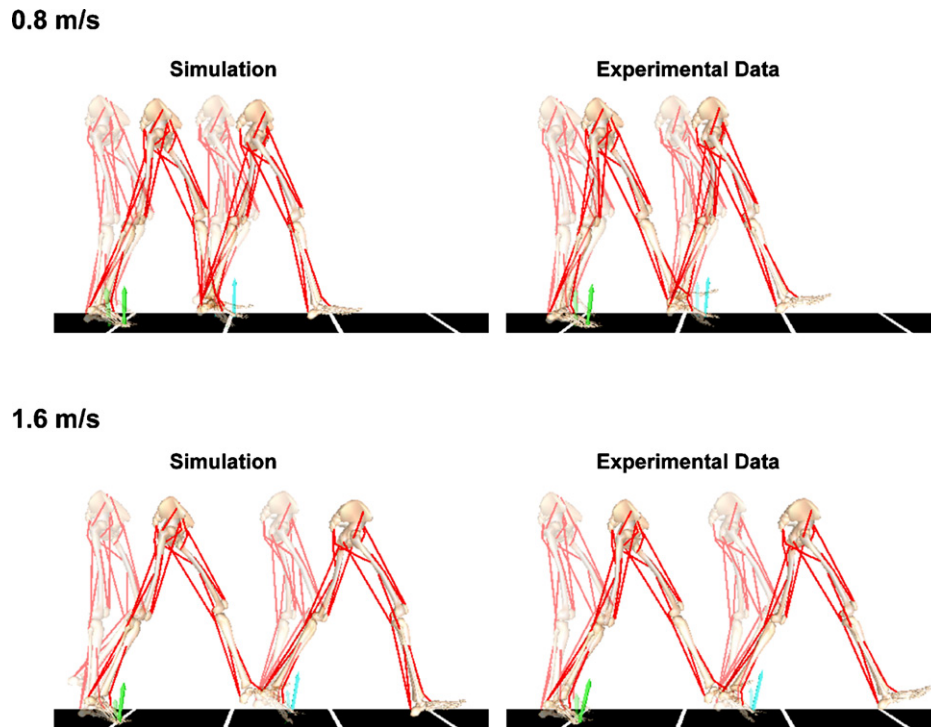 0.8 m/s
Simulation
Experimental Data
1.6 m/s
Simulation
Experimental Data